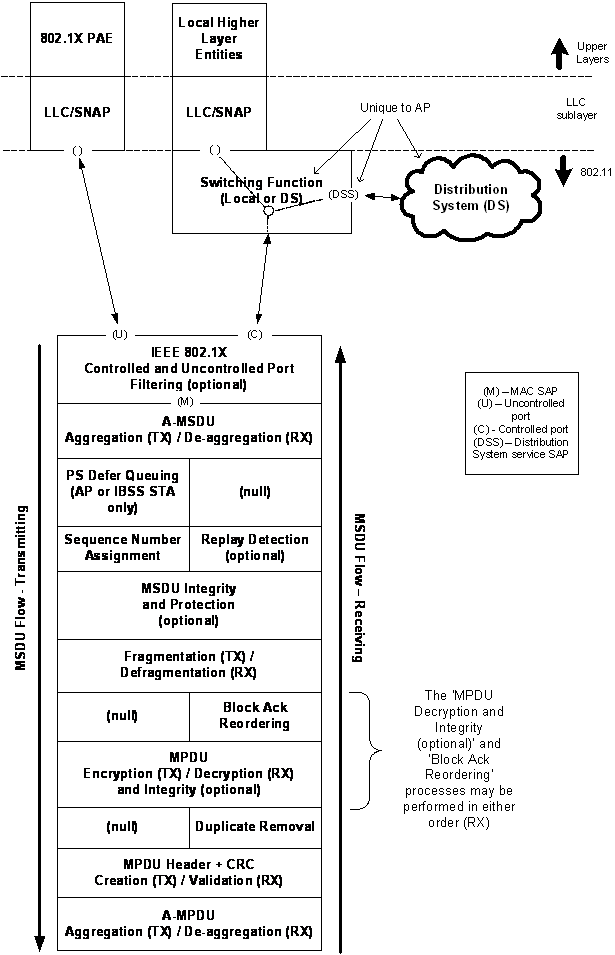 802.1X PAE
Local Higher
Layer
Entities
Upper
Layers
LLC/SNAP
LLC/SNAP
Unique to AP
LLC
sublayer
()
()
802.11
Switching Function
(Local or DS)
(DSS)
Distribution
System (DS)
(U)
(C)
IEEE 802.1X
Controlled and Uncontrolled Port
Filtering (optional)
(M)
A-MSDU
Aggregation (TX) / De-aggregation (RX)
PS Defer Queuing
(AP or IBSS STA
only)
(null)
Sequence Number
Assignment
Replay Detection
(optional)
MSDU Integrity
and Protection
(optional)
Fragmentation (TX) /
Defragmentation (RX)
(null)
Block Ack
Reordering
MPDU
Encryption (TX) / Decryption (RX)
and Integrity (optional)
(null)
Duplicate Removal
MPDU Header + CRC
Creation (TX) / Validation (RX)
A-MPDU
Aggregation (TX) / De-aggregation (RX)
MSDU Flow - Transmitting
MSDU Flow – Receiving
(M) – MAC SAP
(U) – Uncontrolled
port
(C) - Controlled port
(DSS) – Distribution
System service SAP
The 'MPDU
Decryption and
Integrity
(optional)' and
'Block Ack
Reordering'
processes may be
performed in either
order (RX)